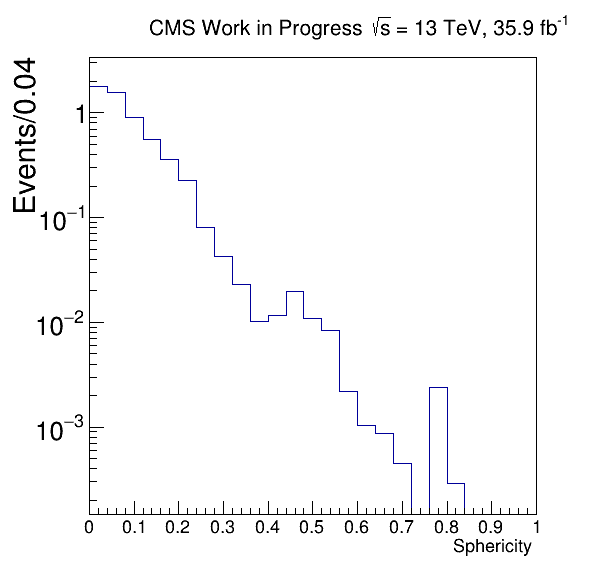 CMS Work in Progress √s = 13 TeV, 35.9 fb⁻¹
Events/0.04
1
10⁻¹
10⁻²
10⁻³
0 0.1 0.2 0.3 0.4 0.5 0.6 0.7 0.8 0.9 1
Sphericity